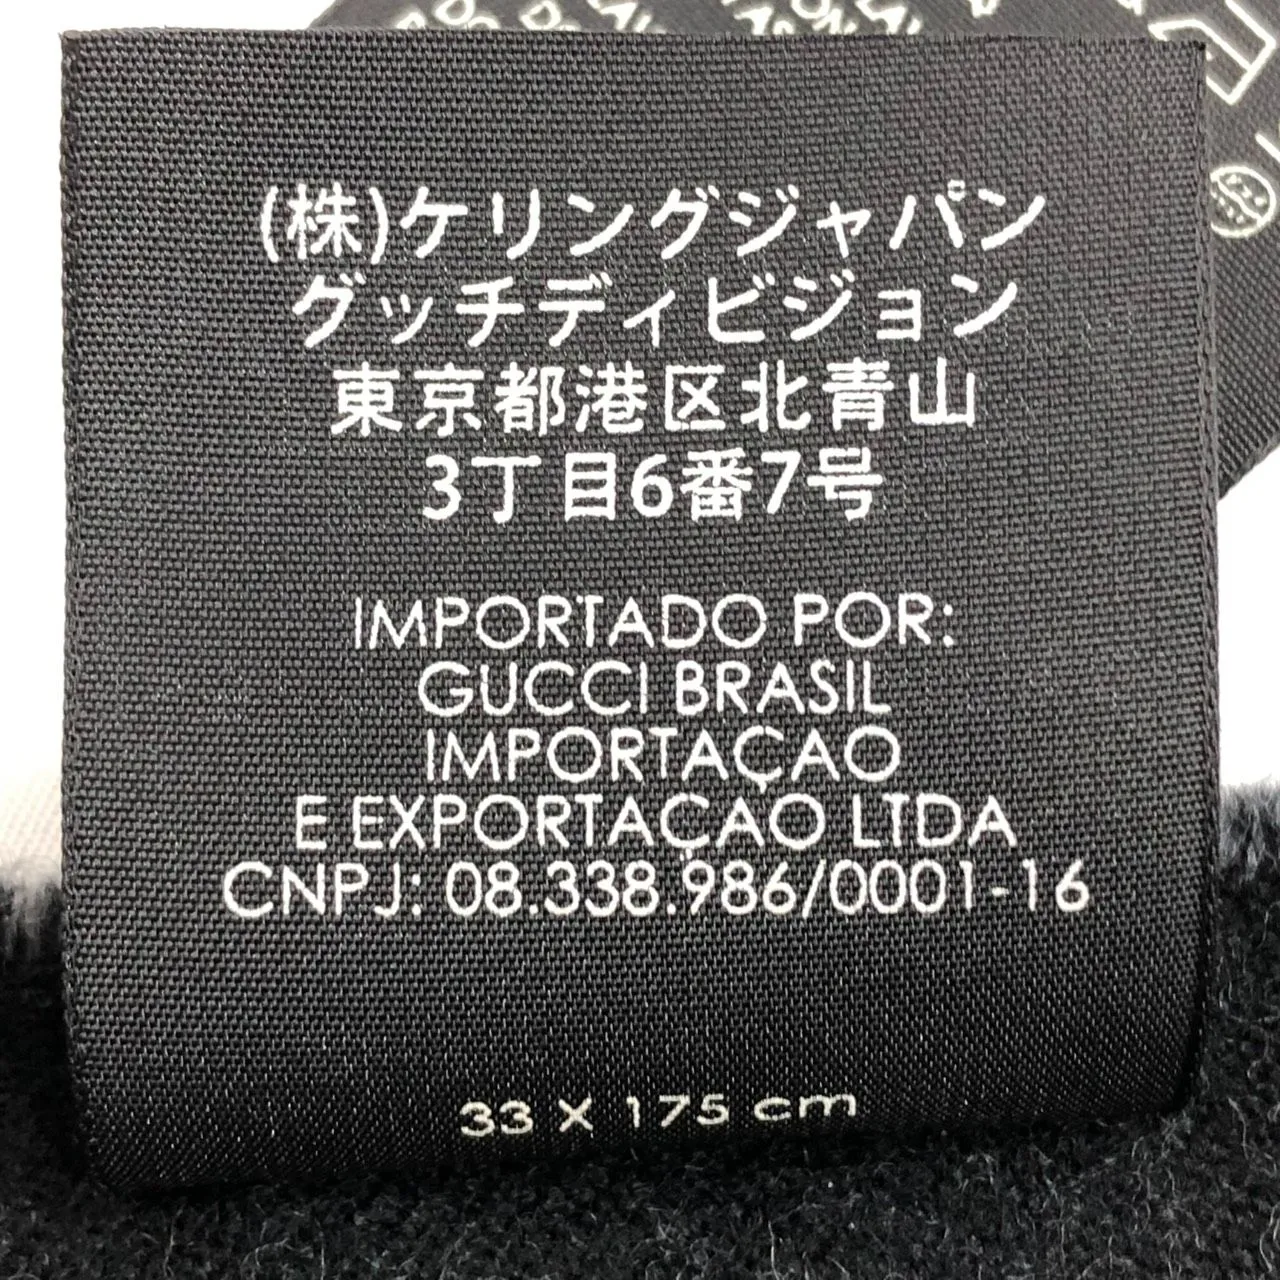 (株)ケリングジャパン
グッチディビジョン
東京都港区北青山
3丁目6番7号
IMPORTADO POR:
GUCCI BRASIL
IMPORTAÇAO
E EXPORTAÇAO LTDA
CNPJ: 08.338.986/0001-16
33 X 175 cm